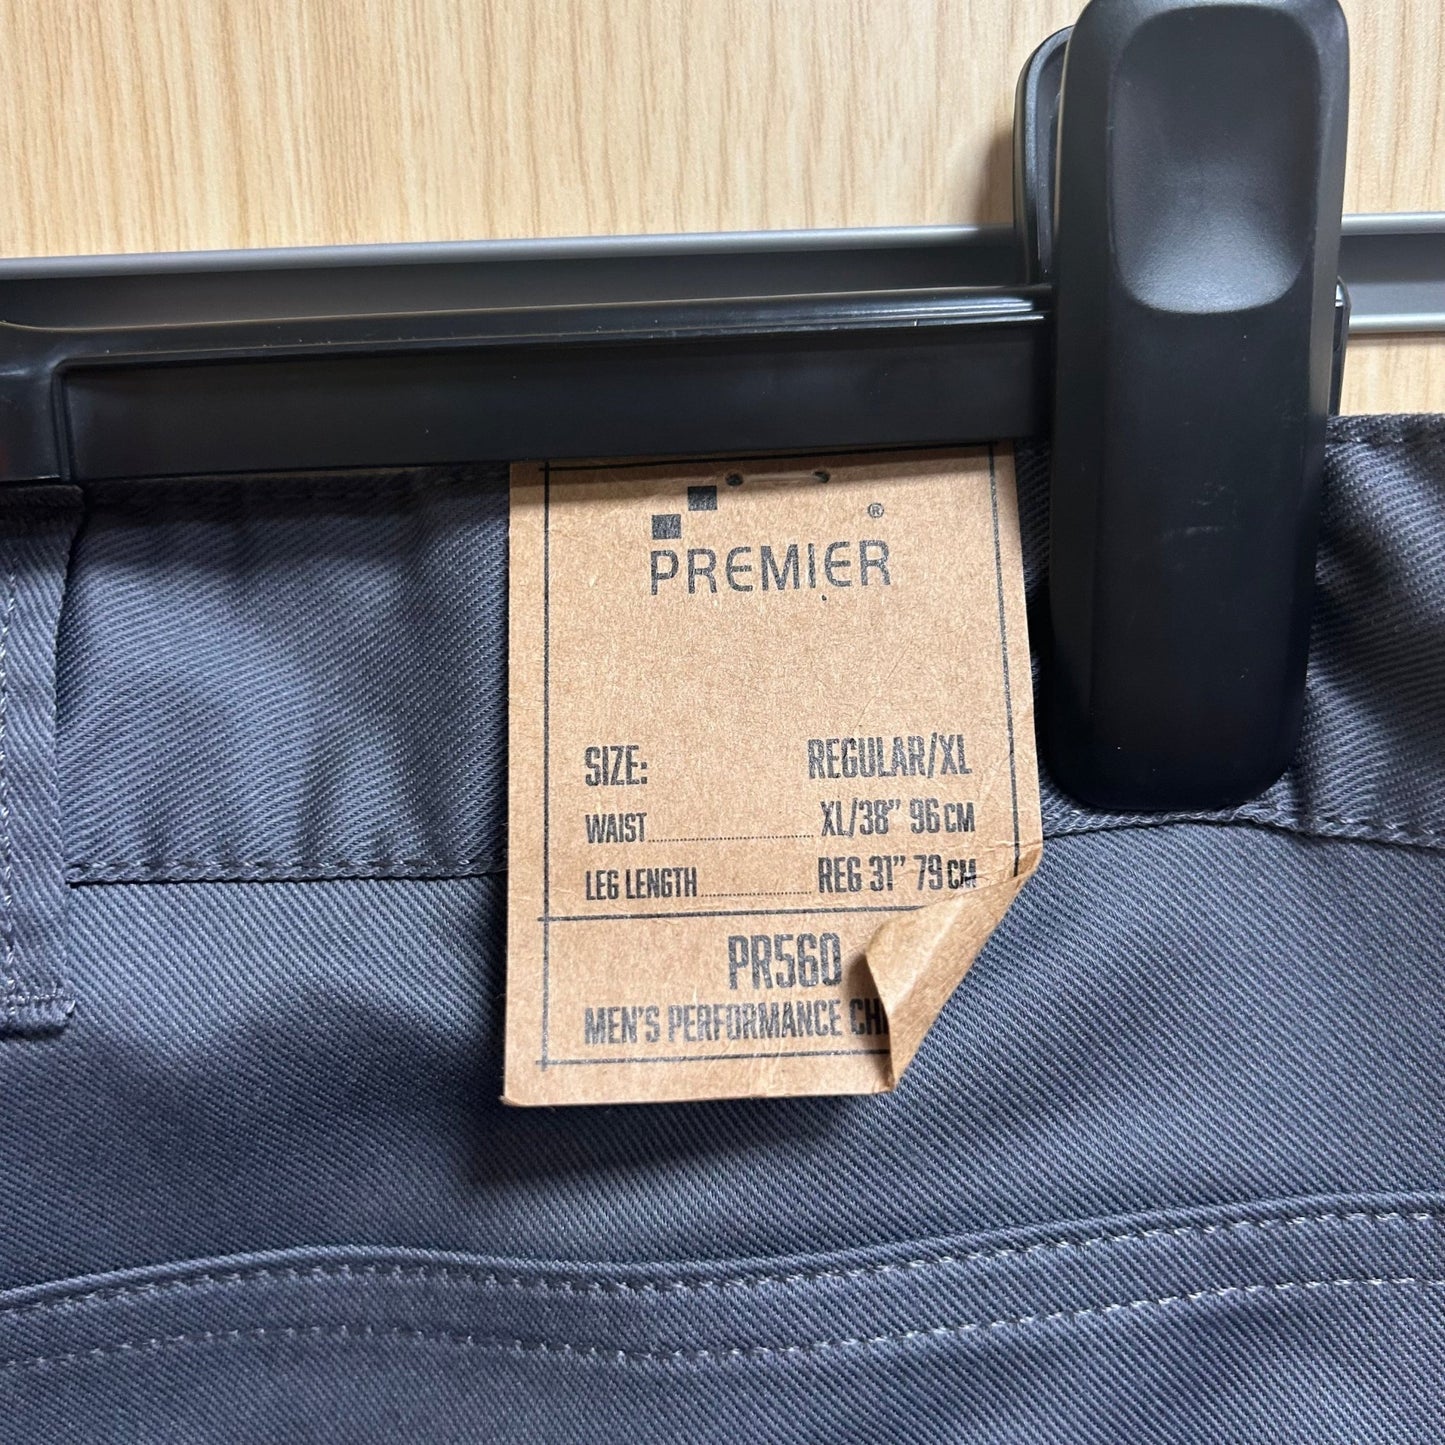 ®
PREMIER
SIZE: REGULAR/XL
WAIST XL/38” 96 CM
LEG LENGTH REG 31” 79 CM
PR560
MEN'S PERFORMANCE